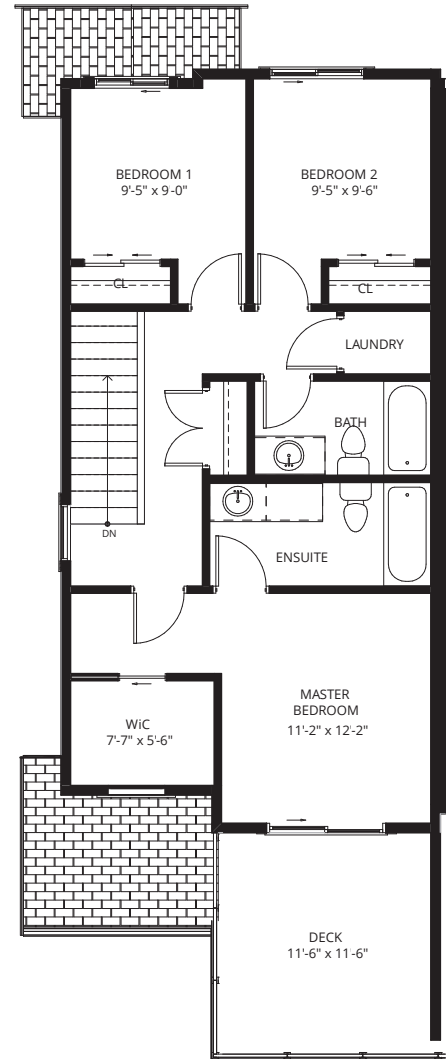 BEDROOM 1
9'-5" x 9'-0"
BEDROOM 2
9'-5" x 9'-6"
CL
CL
LAUNDRY
BATH
DN
ENSUITE
MASTER
BEDROOM
11'-2" x 12'-2"
WiC
7'-7" x 5'-6"
DECK
11'-6" x 11'-6"